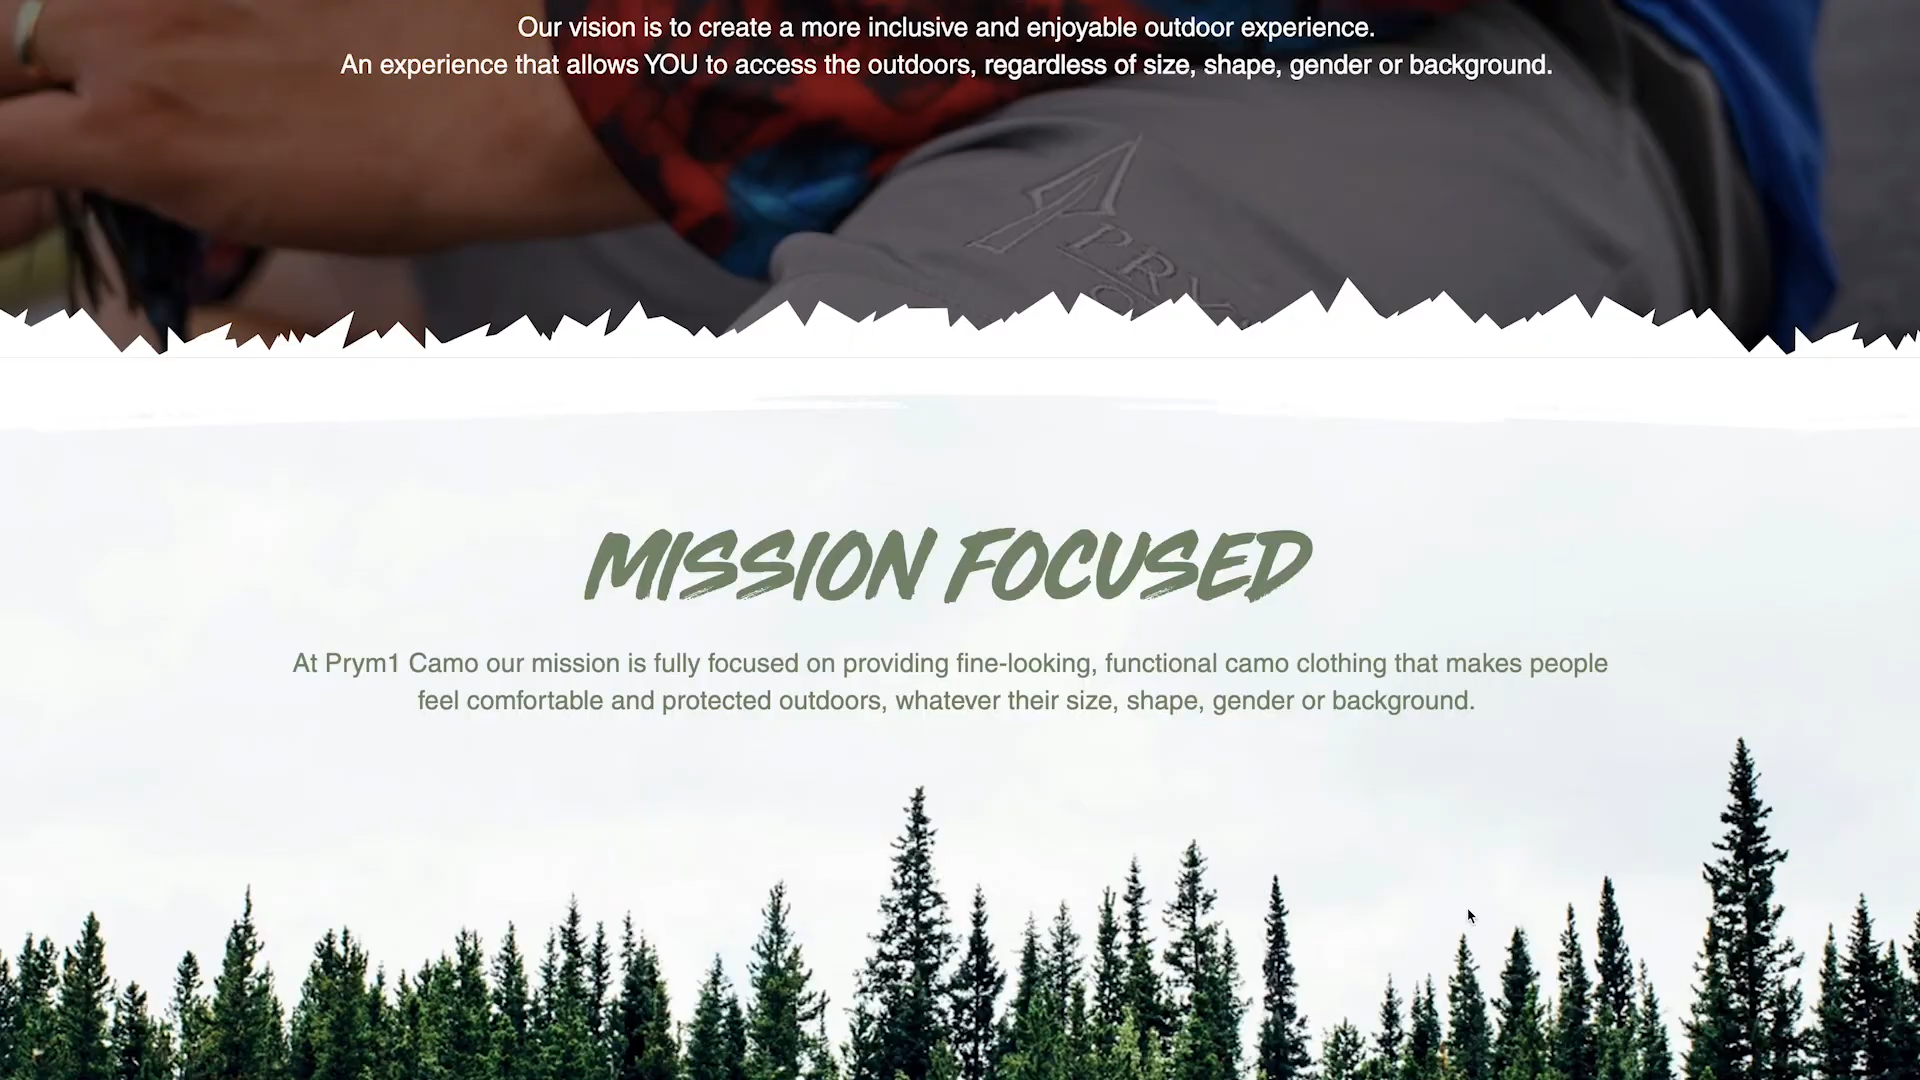 Our vision is to create a more inclusive and enjoyable outdoor experience.
An experience that allows YOU to access the outdoors, regardless of size, shape, gender or background.
PRYM
MISSION FOCUSED
At Prym1 Camo our mission is fully focused on providing fine-looking, functional camo clothing that makes people
feel comfortable and protected outdoors, whatever their size, shape, gender or background.